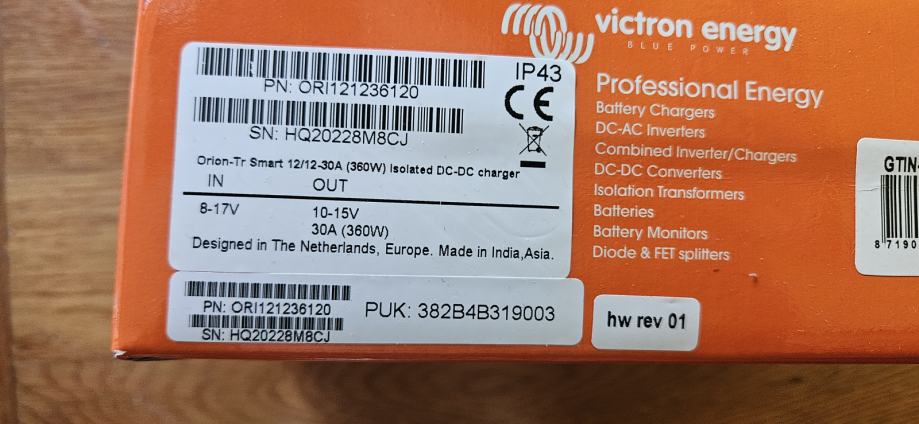 victron energy
BLUE POWER
IP43
PN: ORI121236120
CE
SN: HQ20228M8CJ
Orion-Tr Smart 12/12-30A (360W) Isolated DC-DC charger
IN OUT
8-17V 10-15V
30A (360W)
Designed in The Netherlands, Europe. Made in India,Asia.
PN: ORI121236120
SN: HQ20228M8CJ
PUK: 382B4B319003
Professional Energy
Battery Chargers
DC-AC Inverters
Combined Inverter/Chargers
DC-DC Converters
Isolation Transformers
Batteries
Battery Monitors
Diode & FET splitters
hw rev 01
GTIN
8 7190